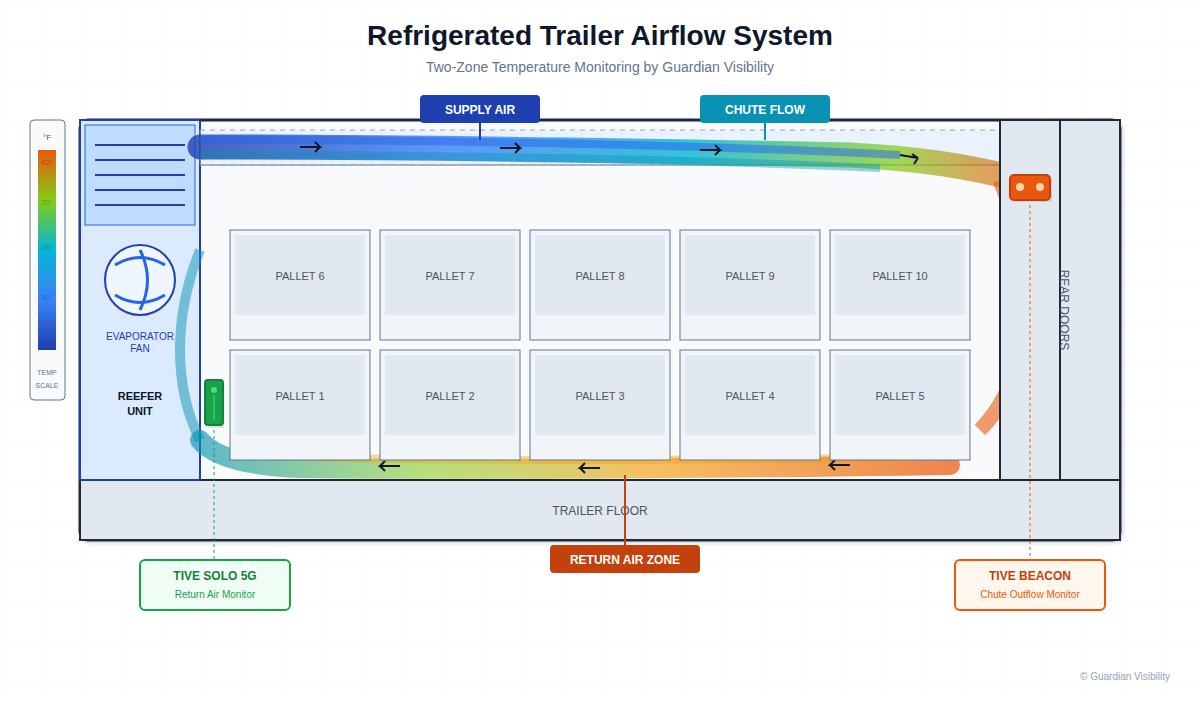 Refrigerated Trailer Airflow System
Two-Zone Temperature Monitoring by Guardian Visibility
SUPPLY AIR
CHUTE FLOW
°F
TEMP
SCALE
EVAPORATOR
FAN
REEFER
UNIT
PALLET 6
PALLET 7
PALLET 8
PALLET 9
PALLET 10
PALLET 1
PALLET 2
PALLET 3
PALLET 4
PALLET 5
REAR DOORS
TRAILER FLOOR
RETURN AIR ZONE
TIVE SOLO 5G
Return Air Monitor
TIVE BEACON
Chute Outflow Monitor
© Guardian Visibility